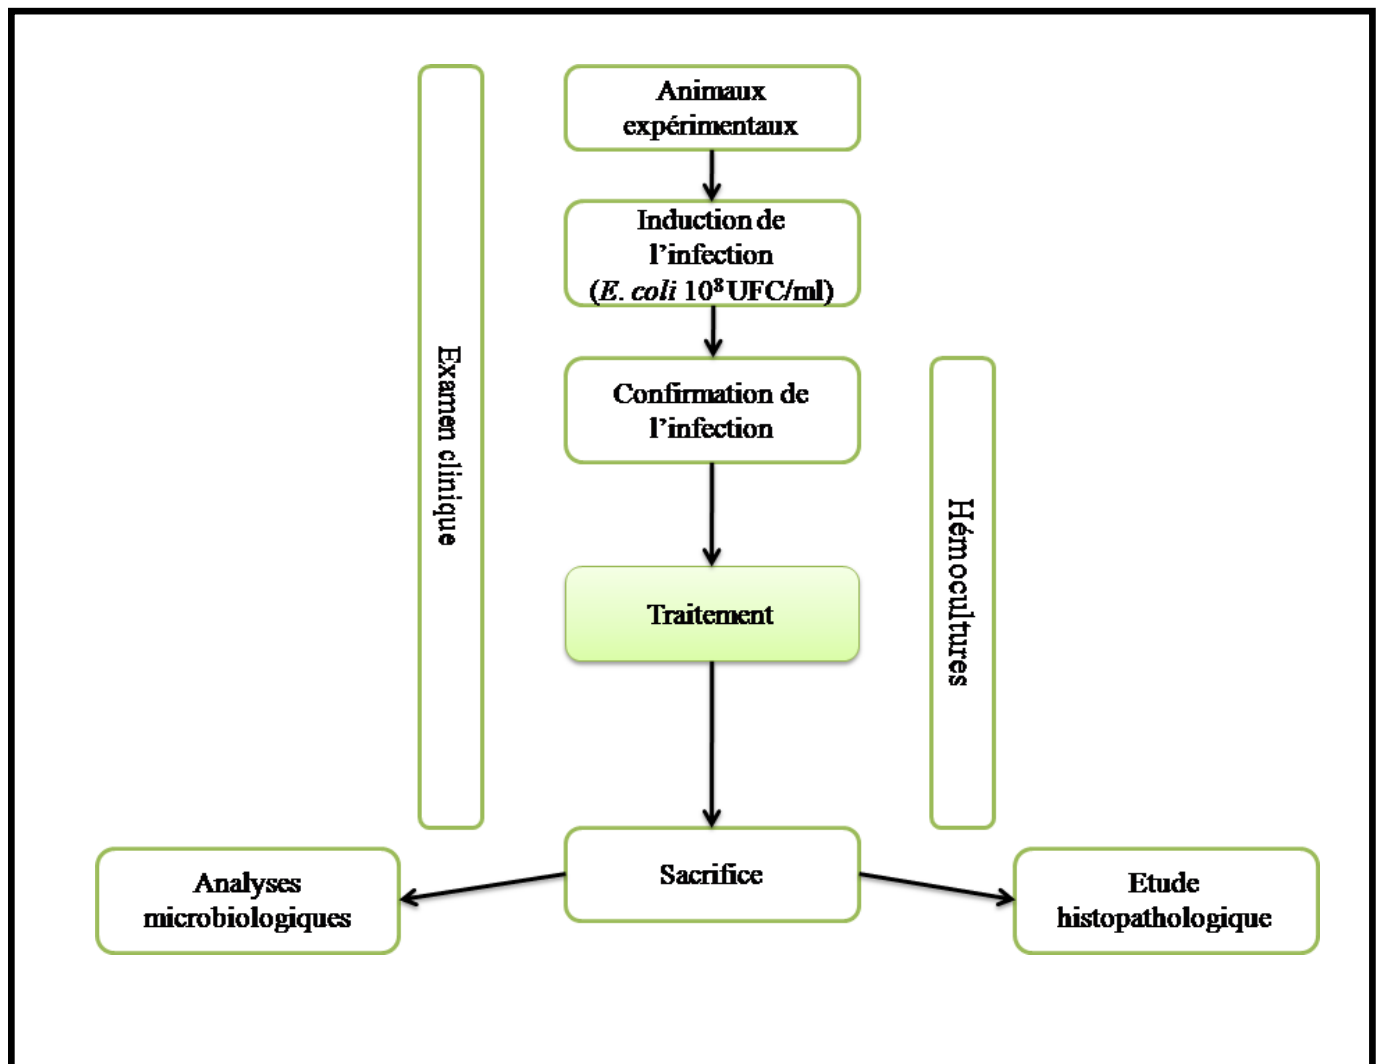 Animaux
expérimentaux
Induction de
l’infection
(E. coli 10⁸ UFC/ml)
Confirmation de
l’infection
Examen clinique
Hémocultures
Traitement
Sacrifice
Analyses
microbiologiques
Etude
histopathologique